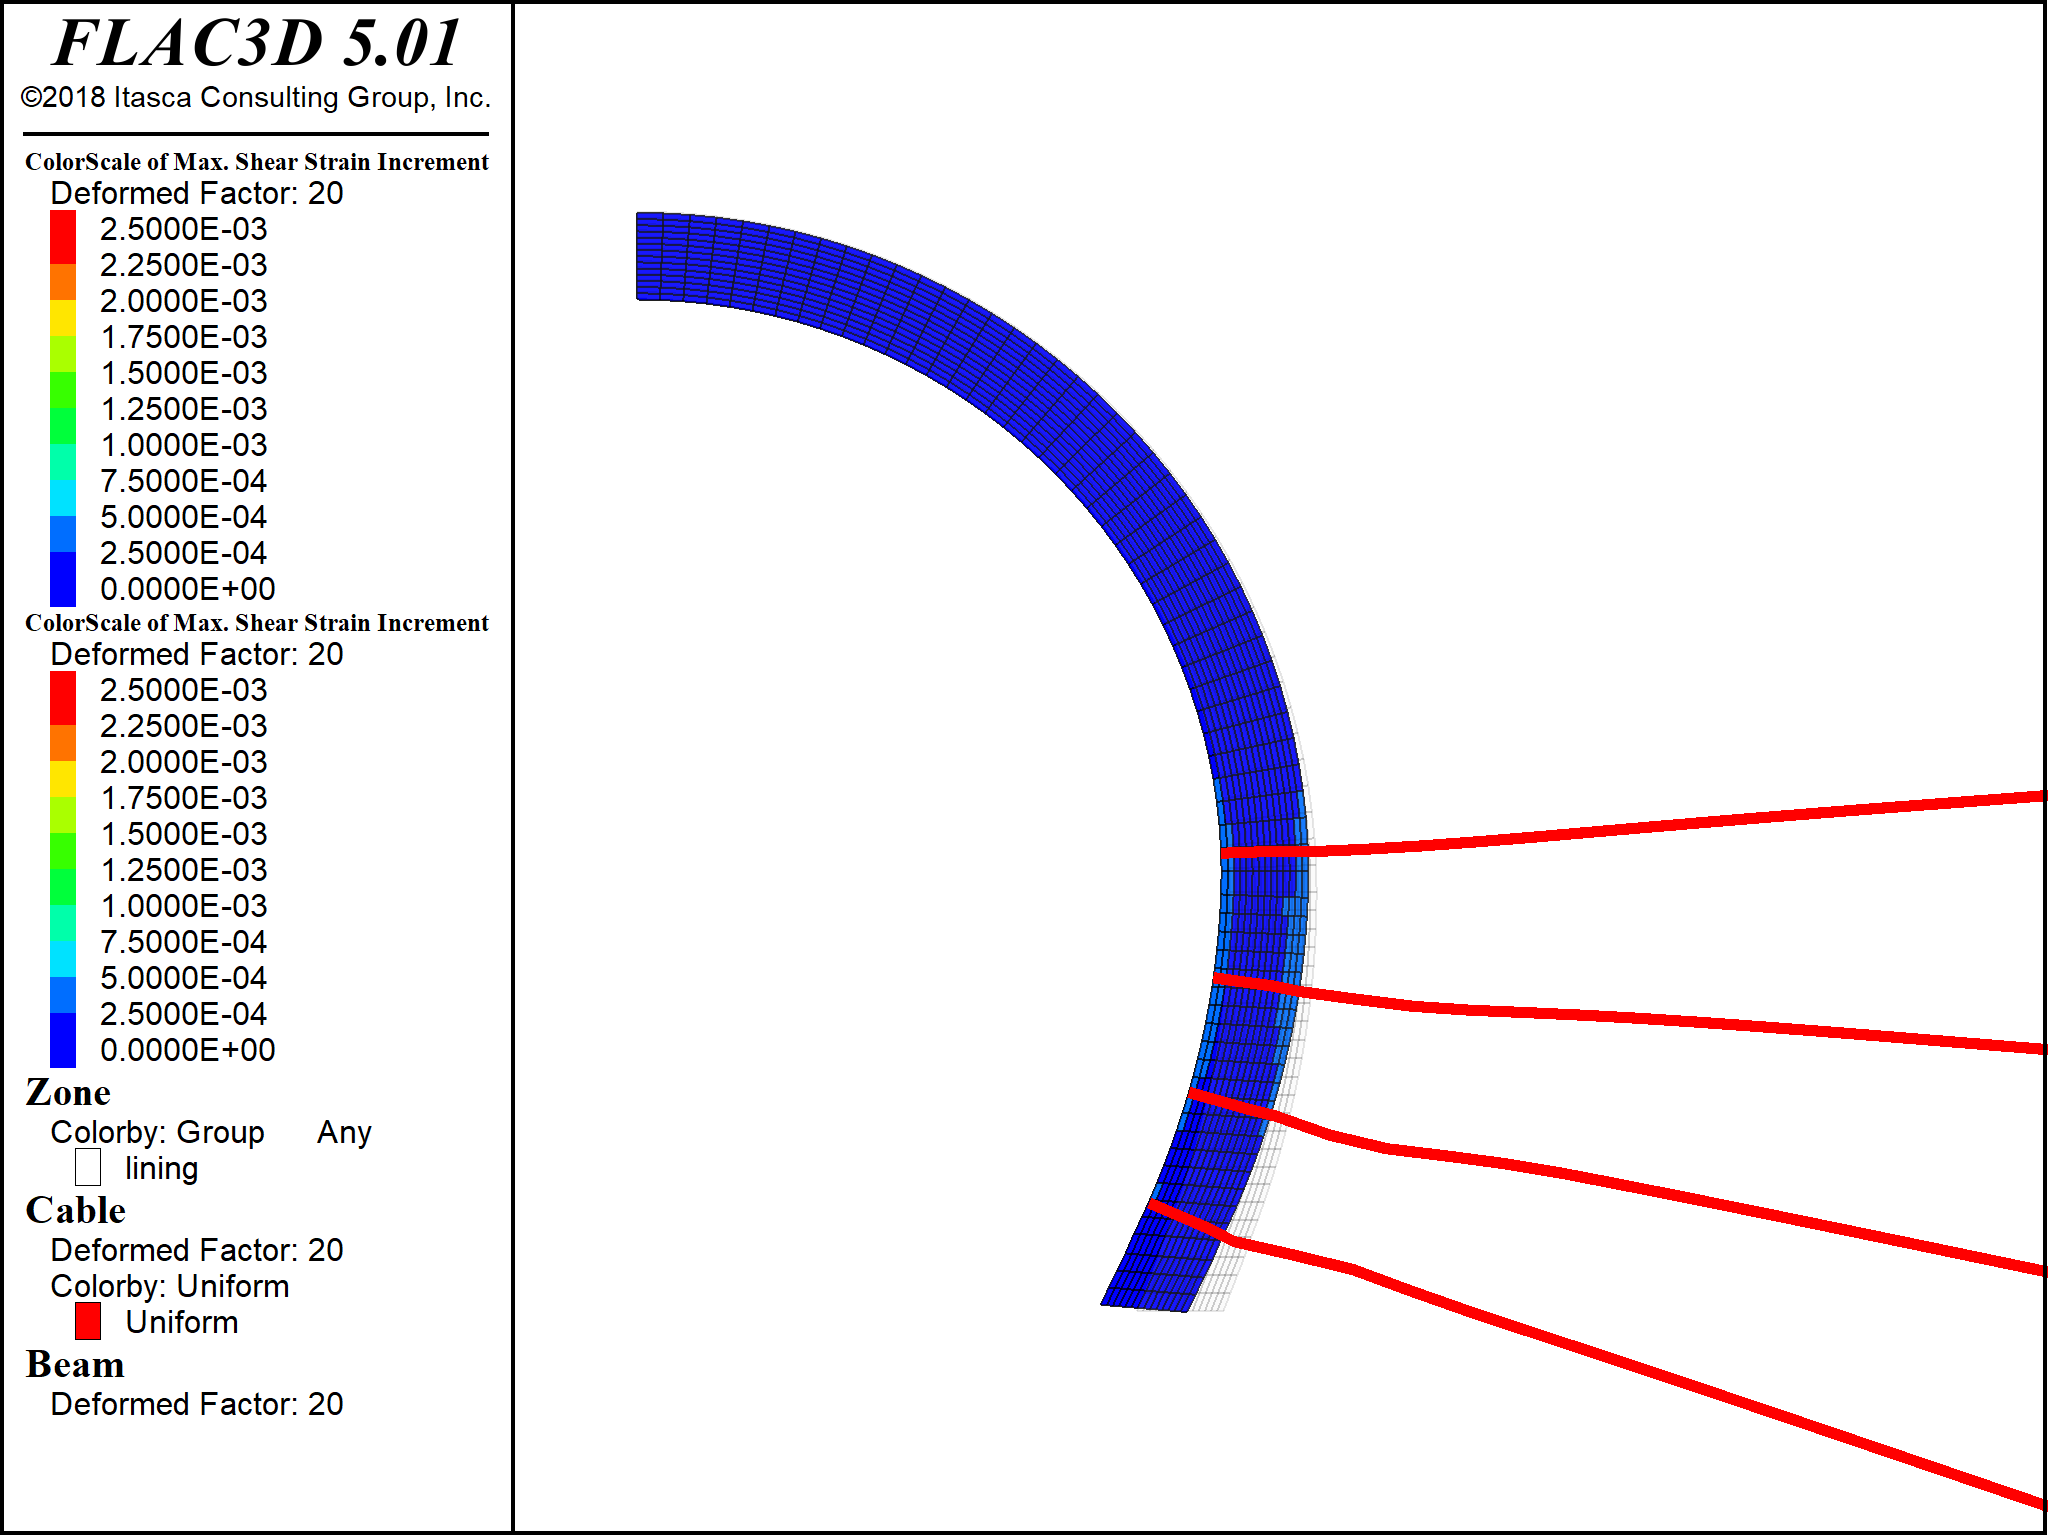 FLAC3D 5.01
©2018 Itasca Consulting Group, Inc.
ColorScale of Max. Shear Strain Increment
Deformed Factor: 20
2.5000E-03
2.2500E-03
2.0000E-03
1.7500E-03
1.5000E-03
1.2500E-03
1.0000E-03
7.5000E-04
5.0000E-04
2.5000E-04
0.0000E+00
ColorScale of Max. Shear Strain Increment
Deformed Factor: 20
2.5000E-03
2.2500E-03
2.0000E-03
1.7500E-03
1.5000E-03
1.2500E-03
1.0000E-03
7.5000E-04
5.0000E-04
2.5000E-04
0.0000E+00
Zone
Colorby: Group Any
lining
Cable
Deformed Factor: 20
Colorby: Uniform
Uniform
Beam
Deformed Factor: 20